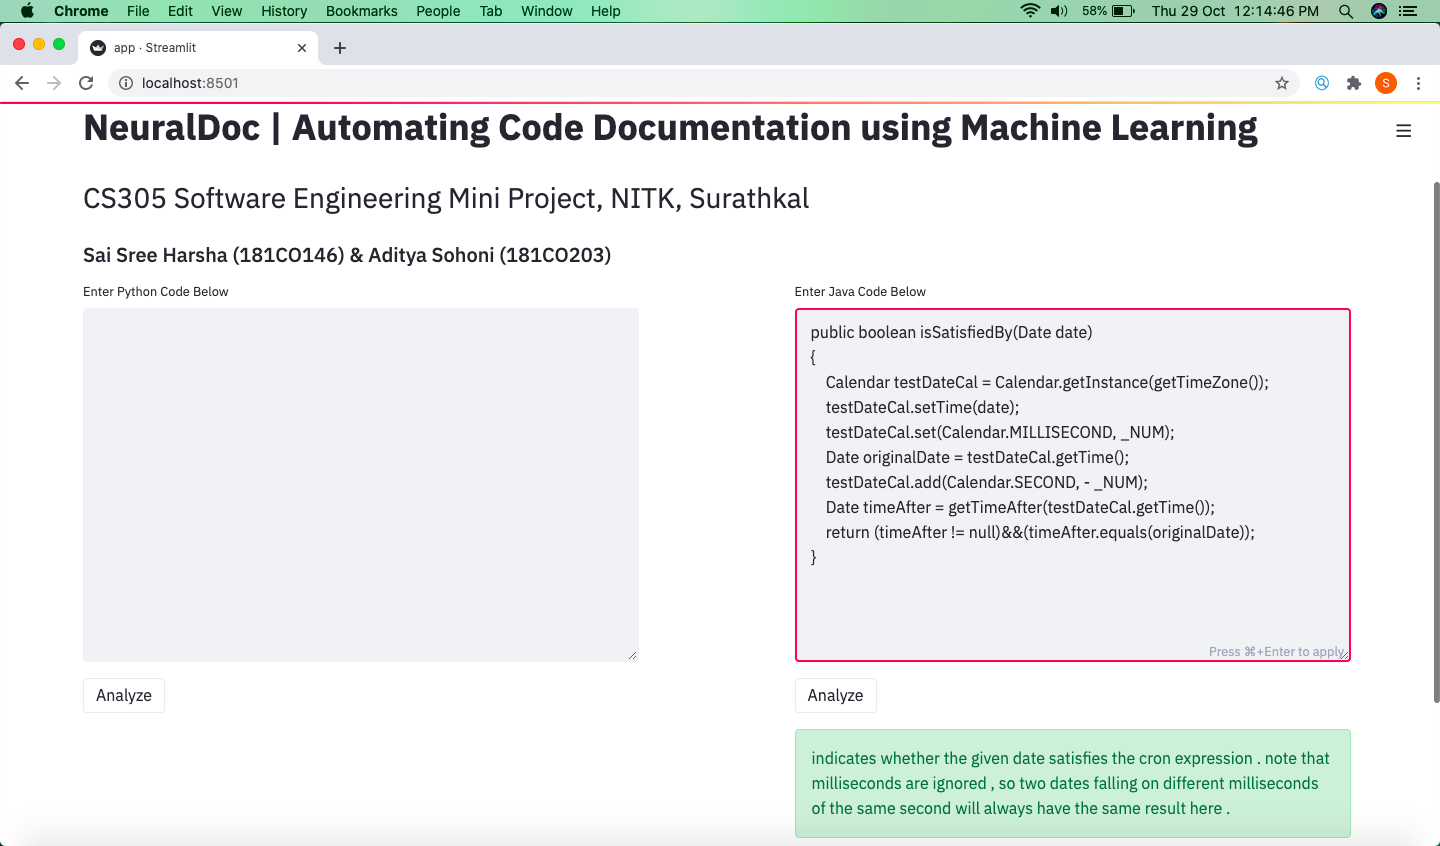 Chrome File Edit View History Bookmarks People Tab Window Help 58% Thu 29 Oct 12:14:46 PM
app · Streamlit
localhost:8501 S
NeuralDoc | Automating Code Documentation using Machine Learning
CS305 Software Engineering Mini Project, NITK, Surathkal
Sai Sree Harsha (181CO146) & Aditya Sohoni (181CO203)
Enter Python Code Below
Analyze
Enter Java Code Below
public boolean isSatisfiedBy(Date date)
{
    Calendar testDateCal = Calendar.getInstance(getTimeZone());
    testDateCal.setTime(date);
    testDateCal.set(Calendar.MILLISECOND, _NUM);
    Date originalDate = testDateCal.getTime();
    testDateCal.add(Calendar.SECOND, - _NUM);
    Date timeAfter = getTimeAfter(testDateCal.getTime());
    return (timeAfter != null)&&(timeAfter.equals(originalDate));
}
Press ⌘+Enter to apply
Analyze
indicates whether the given date satisfies the cron expression . note that
milliseconds are ignored , so two dates falling on different milliseconds
of the same second will always have the same result here .